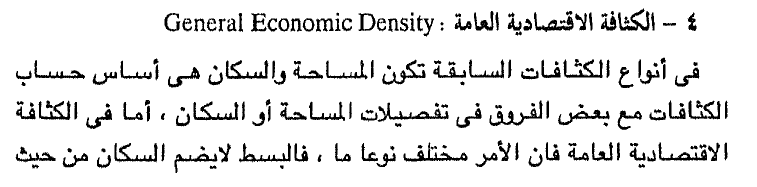 ٤ – الكثافة الاقتصادية العامة : General Economic Density
فى أنواع الكثافات السابقة تكون المساحة والسكان هى أساس حساب
الكثافات مع بعض الفروق فى تفصيلات المساحة أو السكان ، أما فى الكثافة
الاقتصادية العامة فان الأمر مختلف نوعا ما ، فالبسط لايضم السكان من حيث